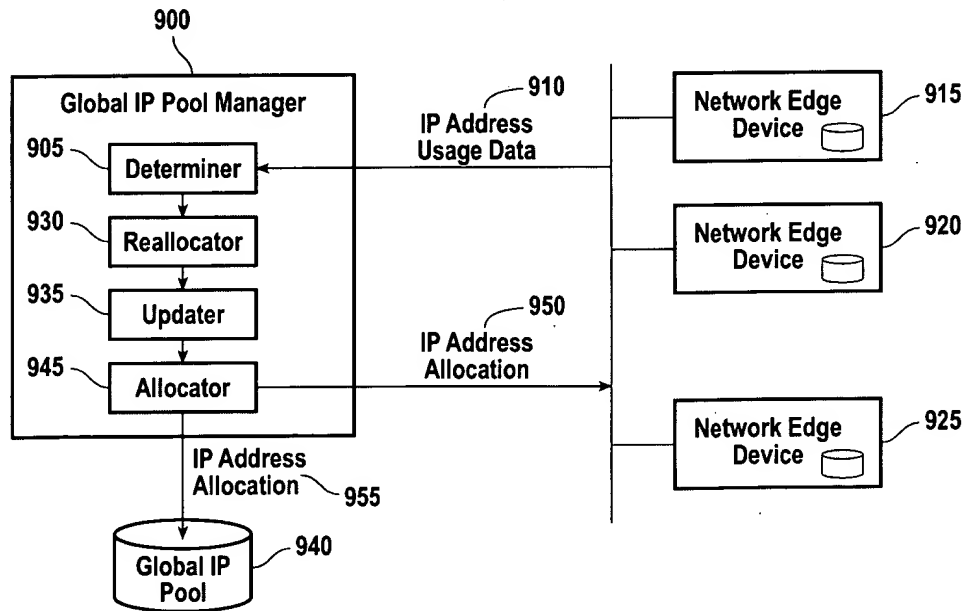 900
Global IP Pool Manager
905
Determiner
930
Reallocator
935
Updater
945
Allocator
910
IP Address
Usage Data
950
IP Address
Allocation
IP Address
Allocation
955
Global IP
Pool
940
Network Edge
Device
915
Network Edge
Device
920
Network Edge
Device
925